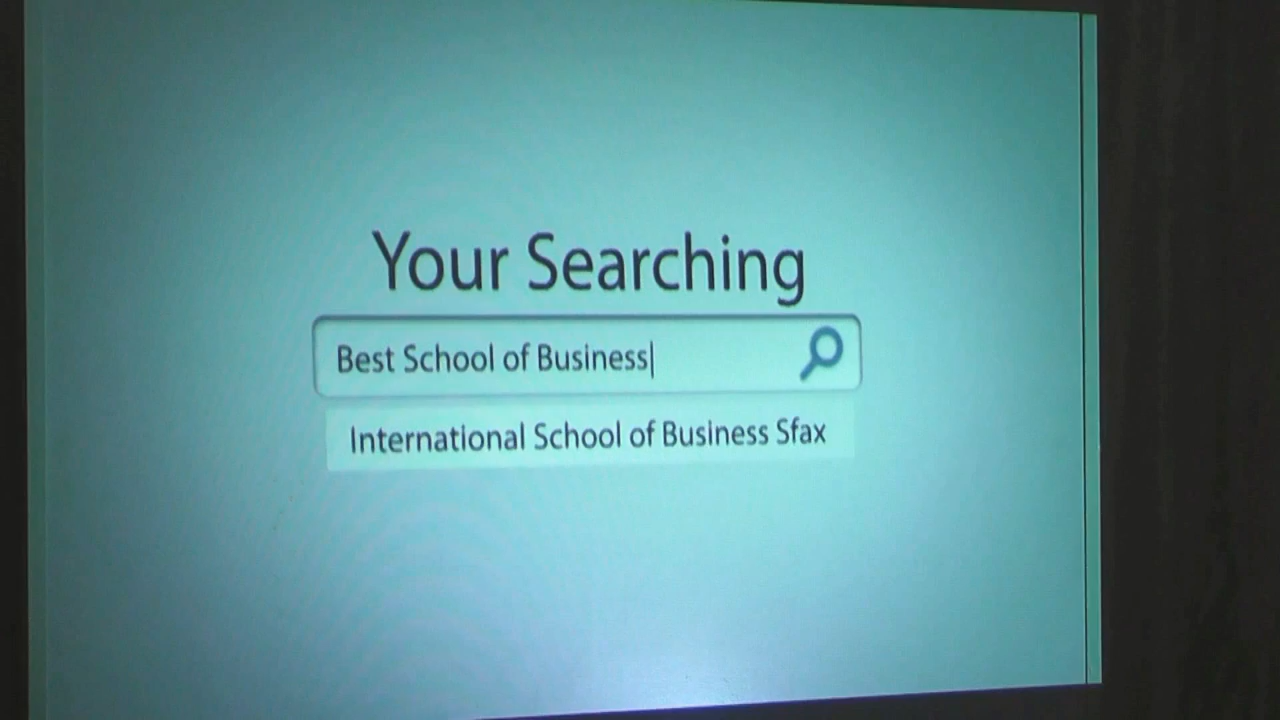 Your Searching
Best School of Business
International School of Business Sfax